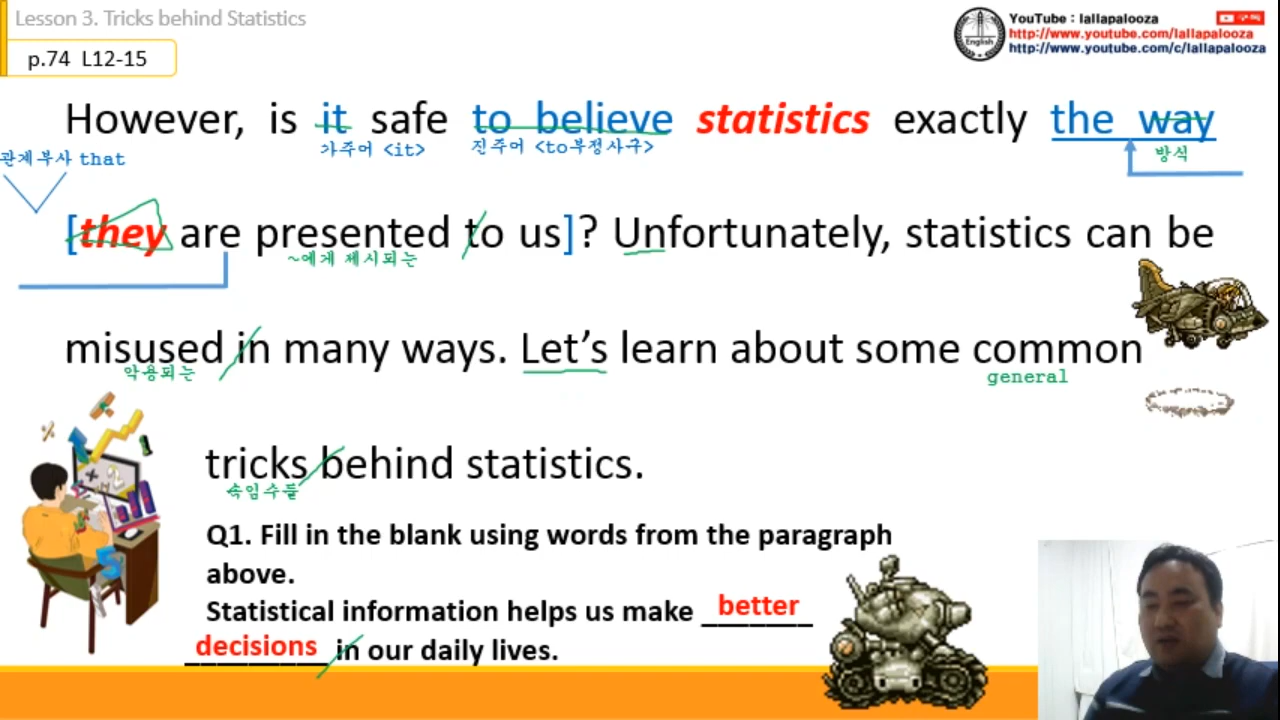 Lesson 3. Tricks behind Statistics
YouTube : lallapalooza
구독
http://www.youtube.com/lallapalooza
http://www.youtube.com/c/lallapalooza
English
p.74 L12-15
However, is it safe to believe statistics exactly the way
관계부사 that
가주어 <it>
진주어 <to부정사구>
방식
[they are presented to us]? Unfortunately, statistics can be
~에게 제시되는
misused in many ways. Let's learn about some common
악용되는
general
tricks behind statistics.
속임수들
Q1. Fill in the blank using words from the paragraph
above.
Statistical information helps us make better
decisions in our daily lives.